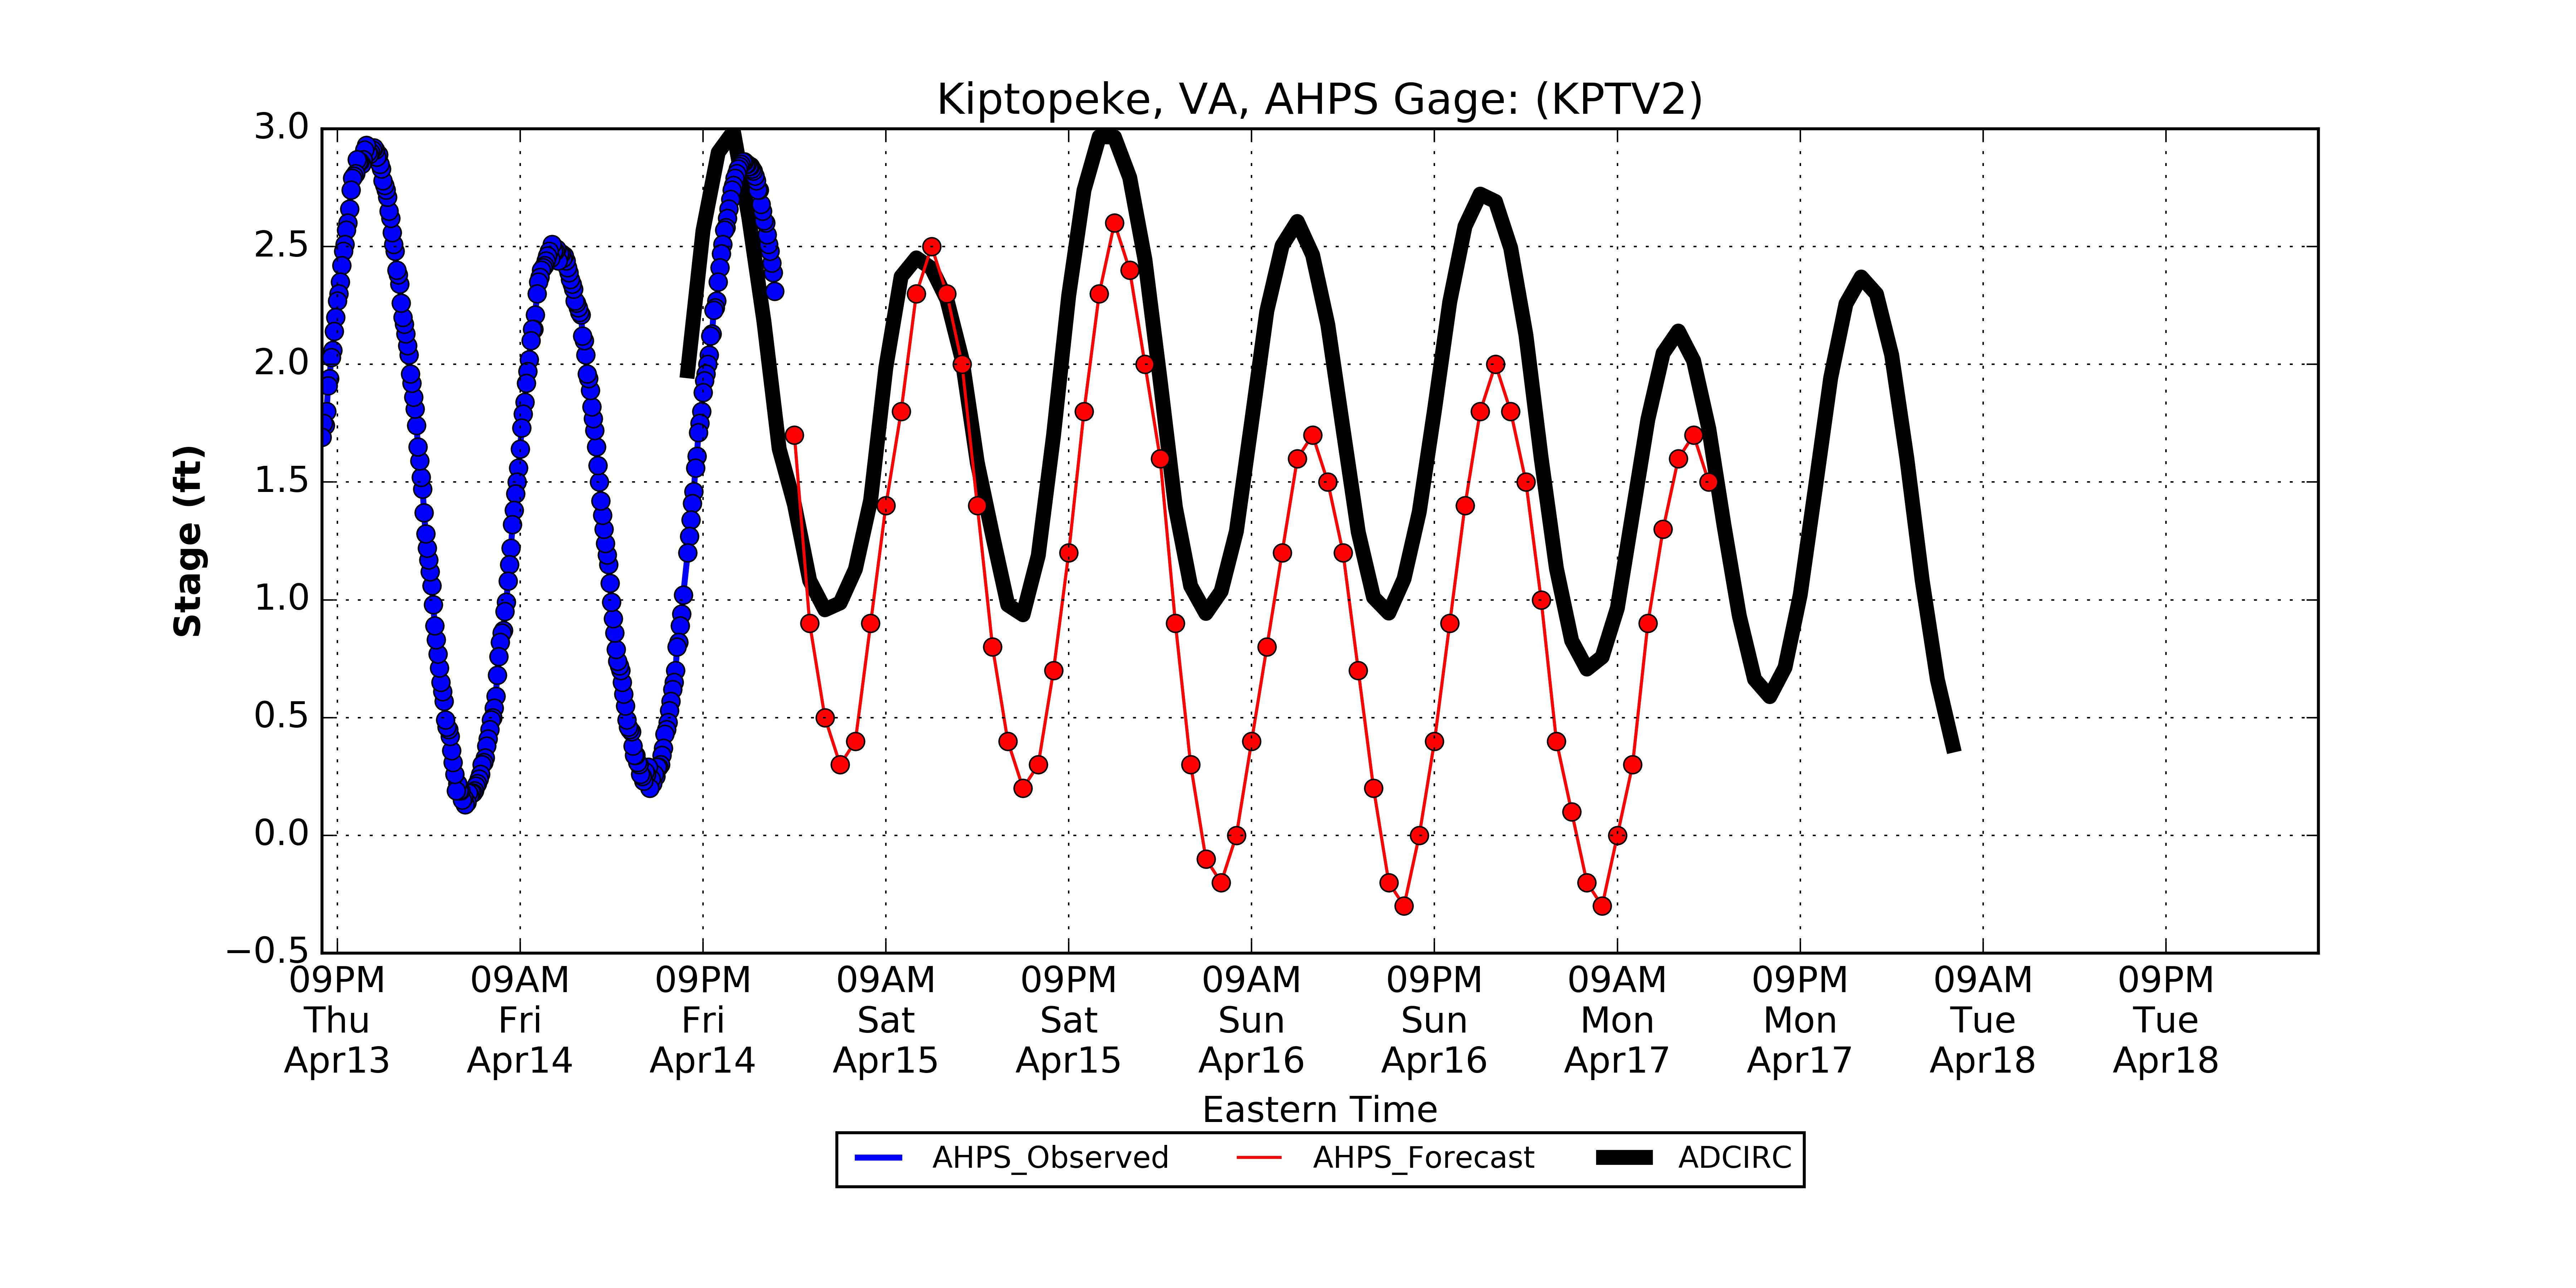 Kiptopeke, VA, AHPS Gage: (KPTV2)
Stage (ft)
3.0
2.5
2.0
1.5
1.0
0.5
0.0
−0.5
09PM 09AM 09PM 09AM 09PM 09AM 09PM 09AM 09PM 09AM 09PM
Thu Fri Fri Sat Sat Sun Sun Mon Mon Tue Tue
Apr13 Apr14 Apr14 Apr15 Apr15 Apr16 Apr16 Apr17 Apr17 Apr18 Apr18
Eastern Time
AHPS_Observed AHPS_Forecast ADCIRC